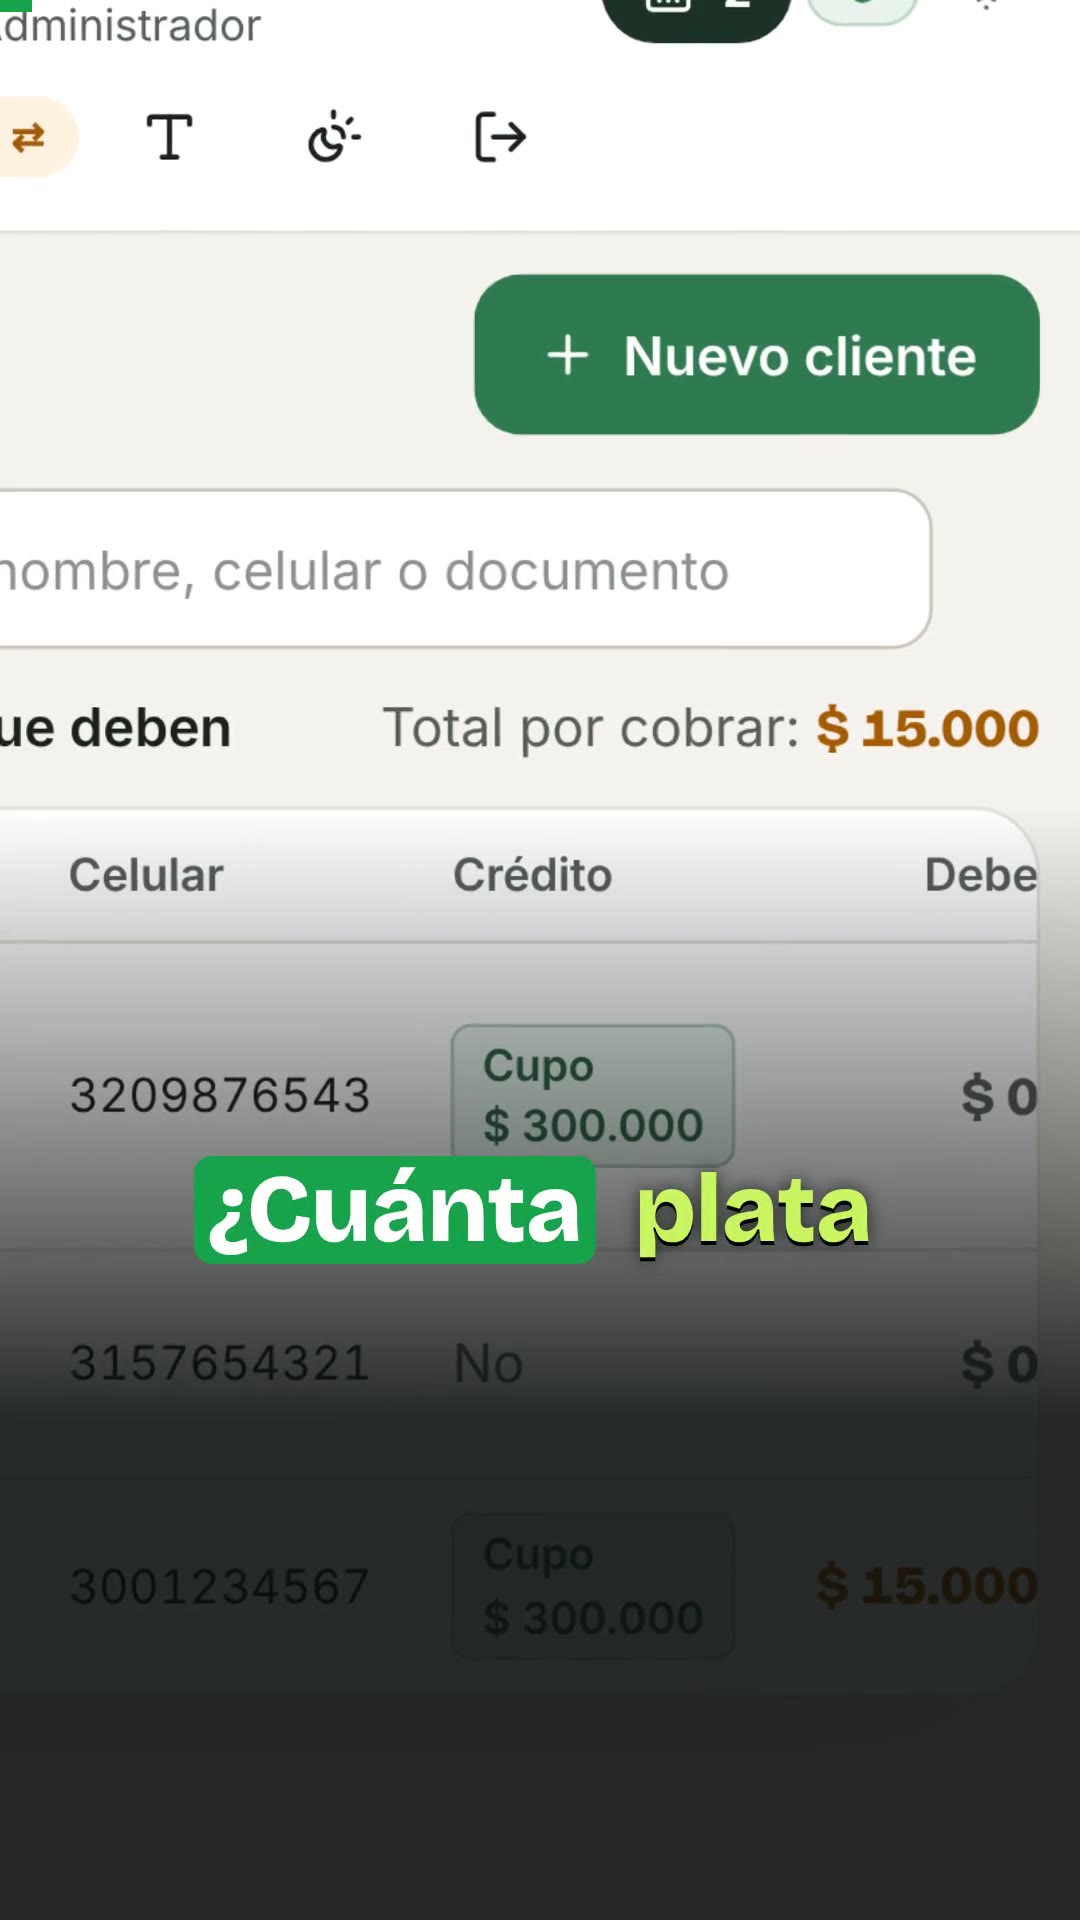 dministrador
Nuevo cliente
nombre, celular o documento
ue deben
Total por cobrar: $ 15.000
Celular Crédito Debe
3209876543 Cupo $ 300.000 $ 0
¿Cuánta plata
3157654321 No $ 0
3001234567 Cupo $ 300.000 $ 15.000